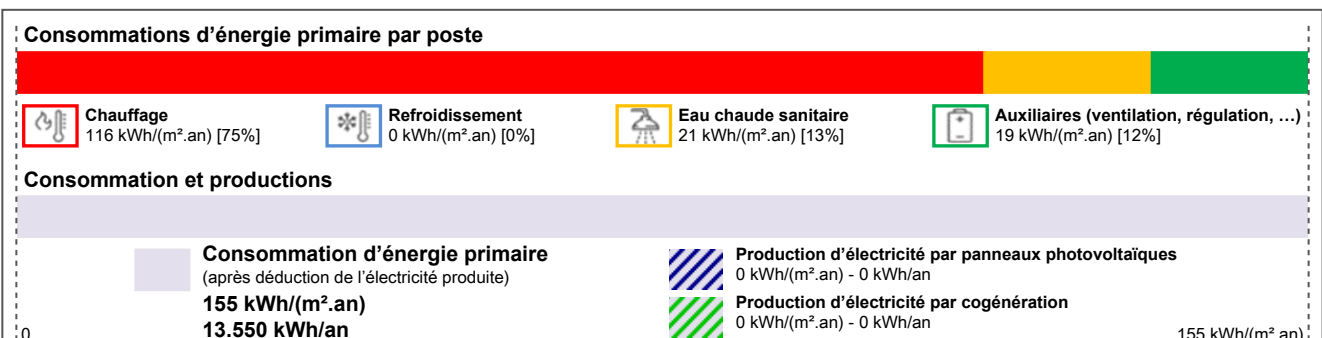 Consommations d’énergie primaire par poste
Chauffage
116 kWh/(m².an) [75%]
Refroidissement
0 kWh/(m².an) [0%]
Eau chaude sanitaire
21 kWh/(m².an) [13%]
Auxiliaires (ventilation, régulation, …)
19 kWh/(m².an) [12%]
Consommation et productions
Consommation d’énergie primaire
(après déduction de l’électricité produite)
155 kWh/(m².an)
13.550 kWh/an
Production d’électricité par panneaux photovoltaïques
0 kWh/(m².an) - 0 kWh/an
Production d’électricité par cogénération
0 kWh/(m².an) - 0 kWh/an
0
155 kWh/(m².an)